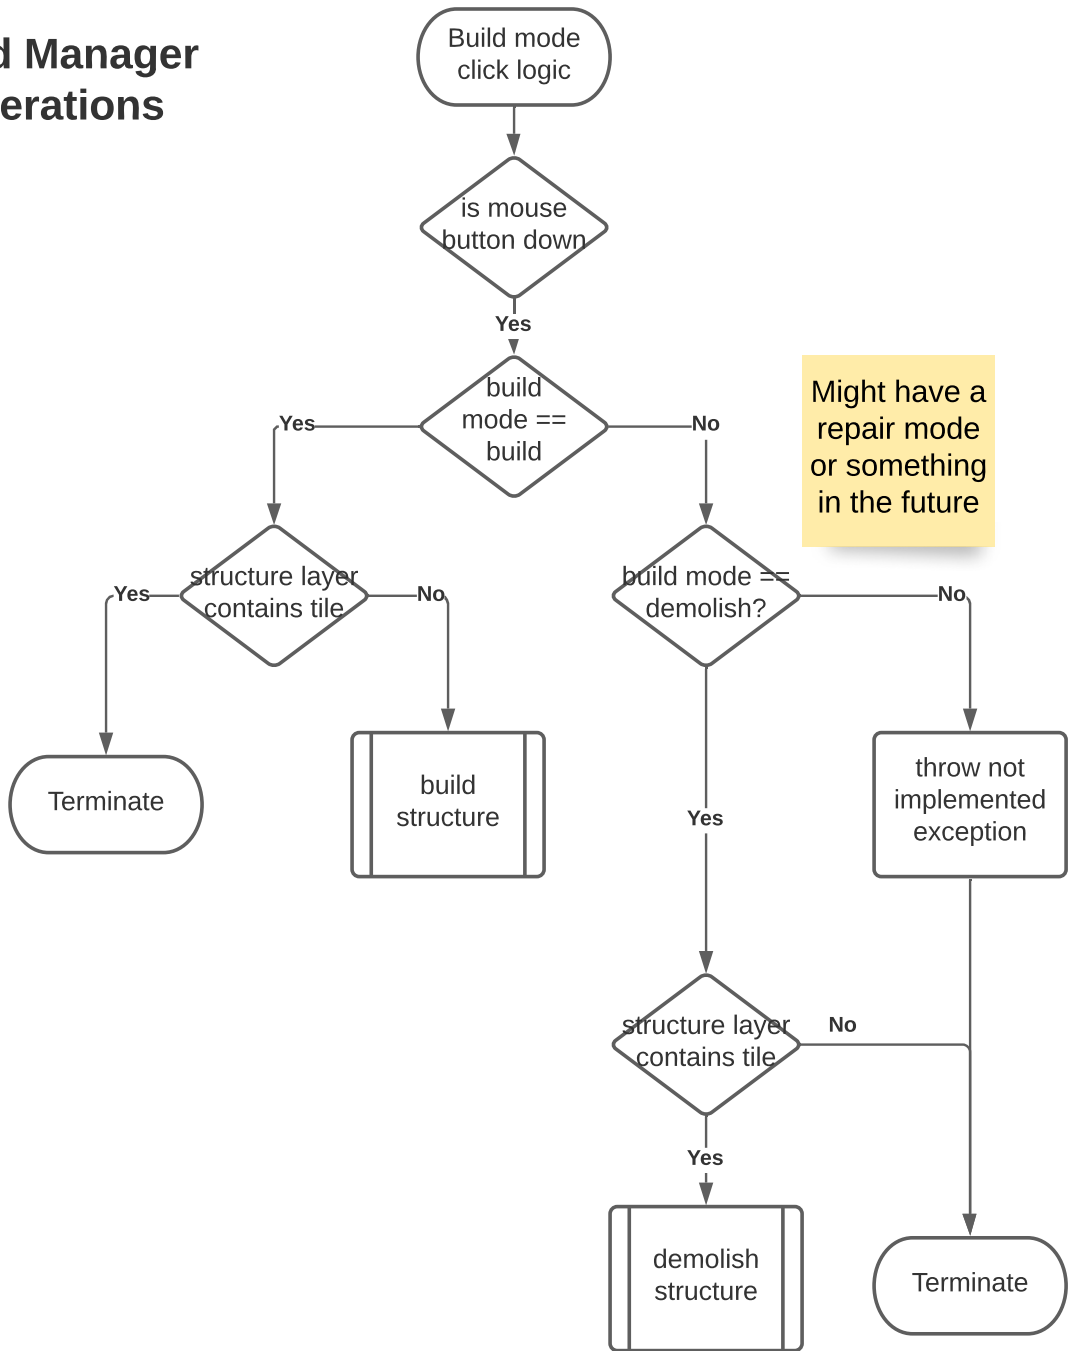 d Manager
erations
Build mode
click logic
is mouse
button down
Yes
build
mode ==
build
Yes
No
Might have a
repair mode
or something
in the future
structure layer
contains tile
Yes
No
build mode ==
demolish?
No
Terminate
build
structure
Yes
throw not
implemented
exception
structure layer
contains tile
No
Yes
demolish
structure
Terminate